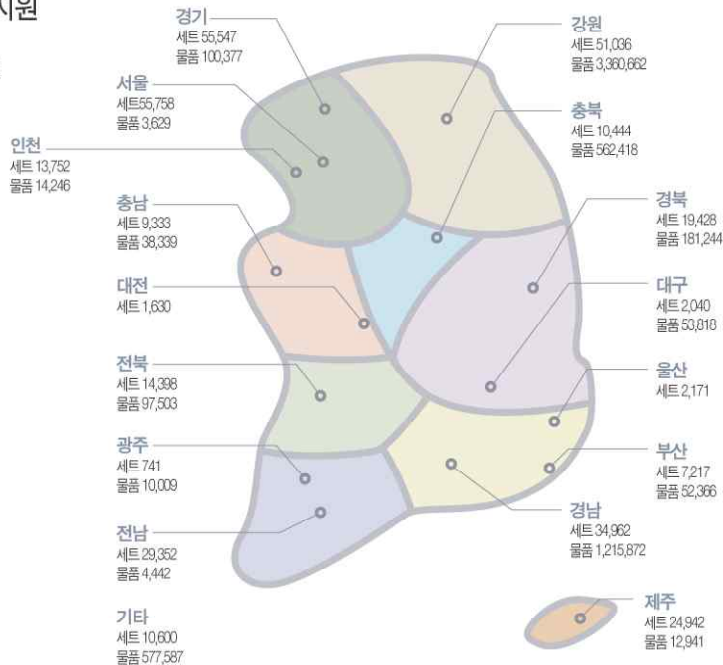 지원
경기
세트 55,547
물품 100,377
강원
세트 51,036
물품 3,360,662
서울
세트55,758
물품 3,629
충북
세트 10,444
물품 562,418
인천
세트 13,752
물품 14,246
충남
세트 9,333
물품 38,339
경북
세트 19,428
물품 181,244
대전
세트 1,630
대구
세트 2,040
물품 53,818
전북
세트 14,398
물품 97,503
울산
세트 2,171
광주
세트 741
물품 10,009
부산
세트 7,217
물품 52,366
경남
세트 34,962
물품 1,215,872
전남
세트 29,352
물품 4,442
기타
세트 10,600
물품 577,587
제주
세트 24,942
물품 12,941